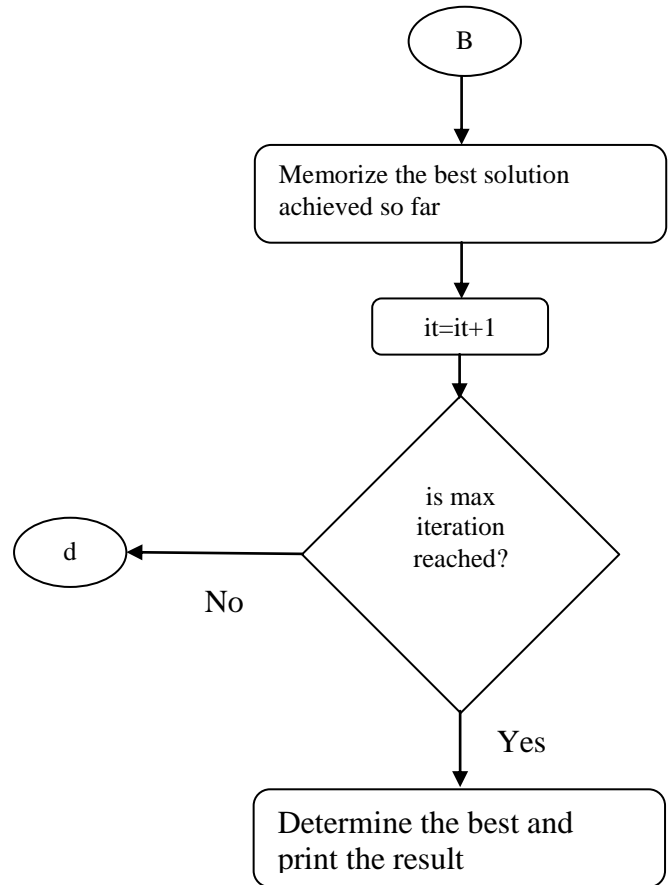 B
Memorize the best solution
achieved so far
it=it+1
is max
iteration
reached?
d
No
Yes
Determine the best and
print the result